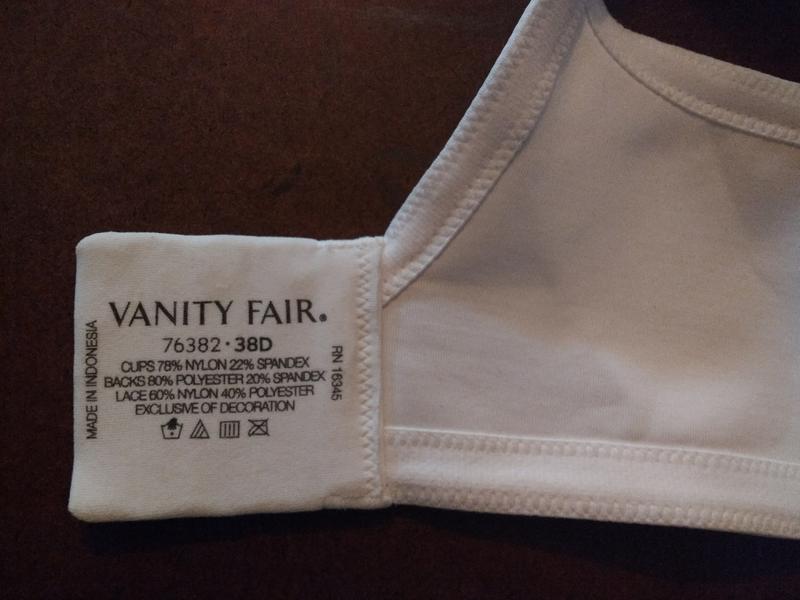 VANITY FAIR.
76382 · 38D
CUPS 78% NYLON 22% SPANDEX
BACKS 80% POLYESTER 20% SPANDEX
LACE 60% NYLON 40% POLYESTER
EXCLUSIVE OF DECORATION
MADE IN INDONESIA
RN 16345